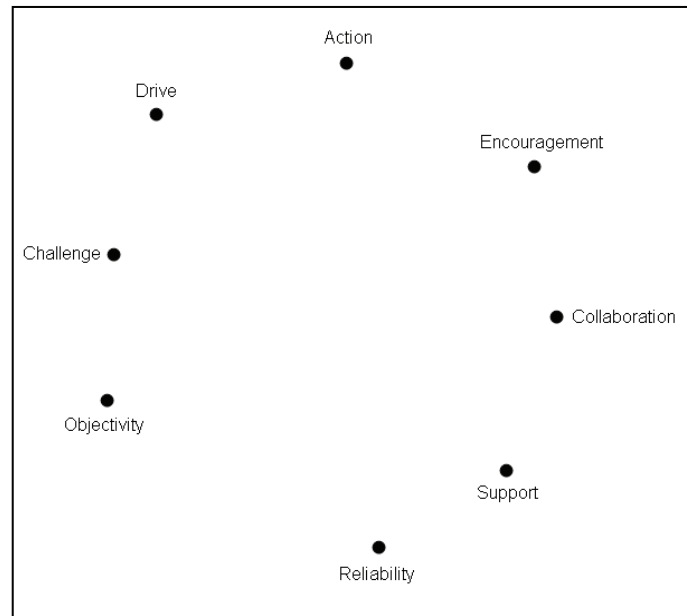 Action
Drive
Encouragement
Challenge
Collaboration
Objectivity
Support
Reliability